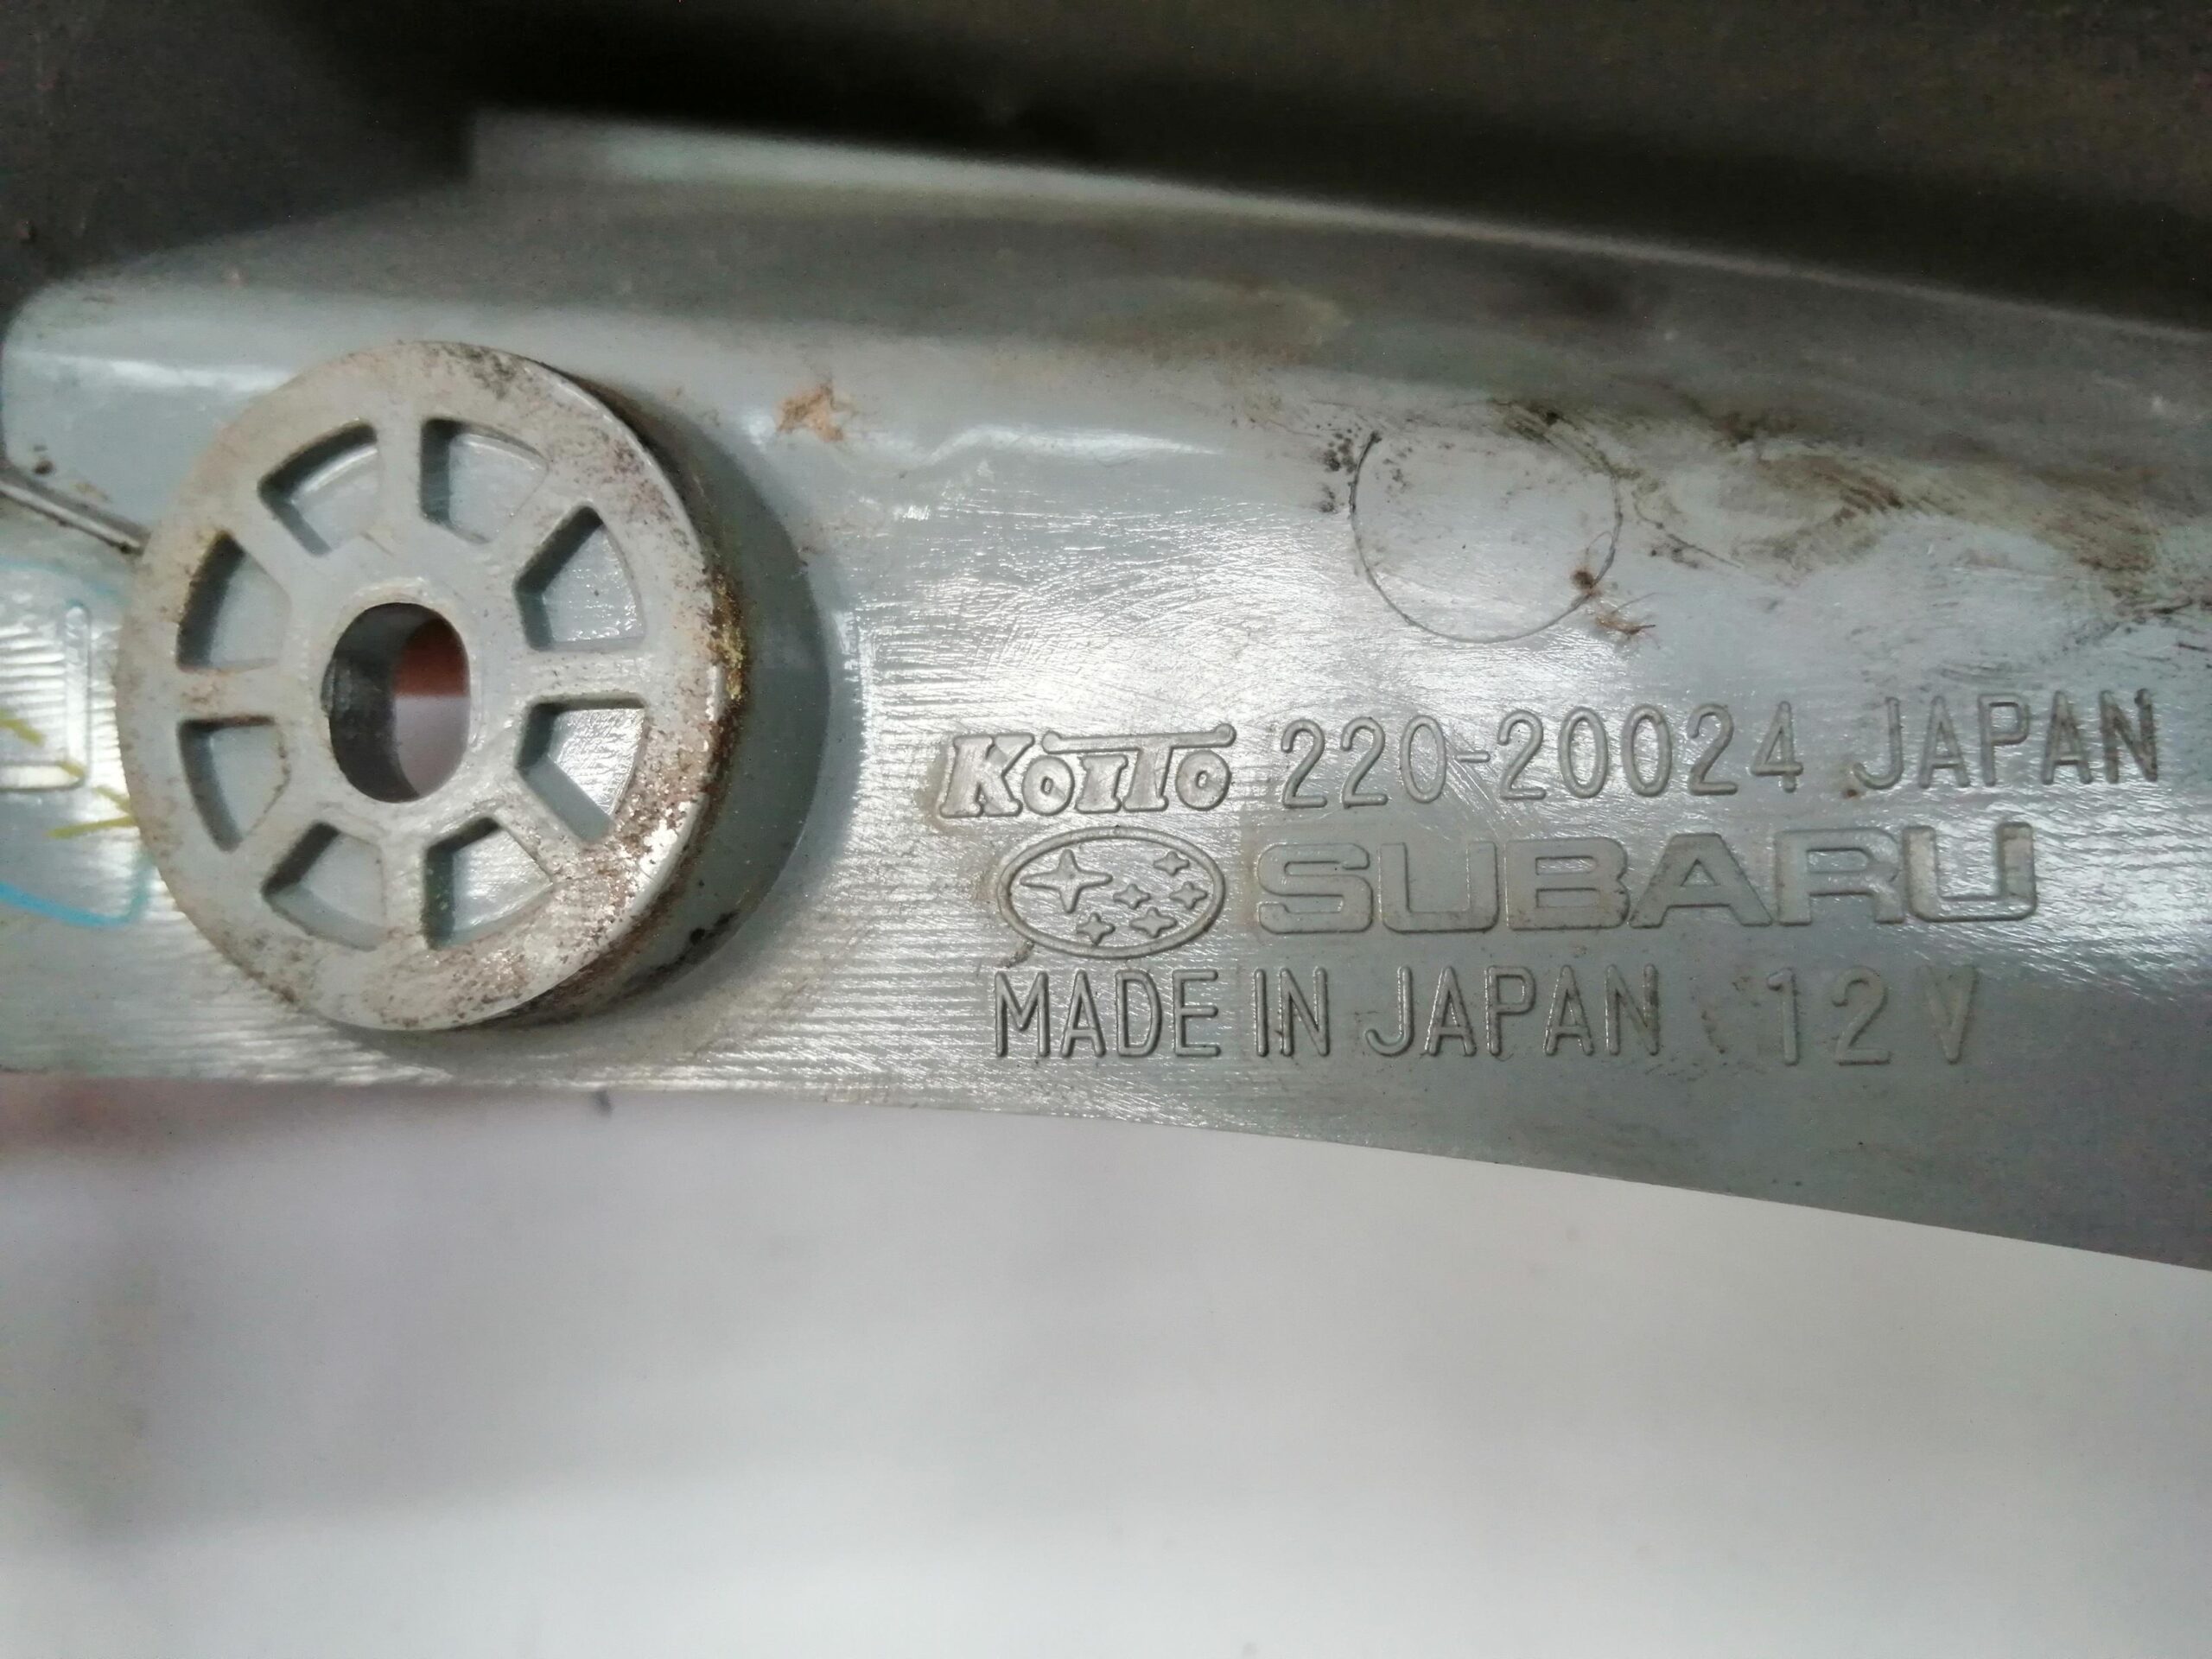 KOITO 220-20024 JAPAN
SUBARU
MADE IN JAPAN 12V